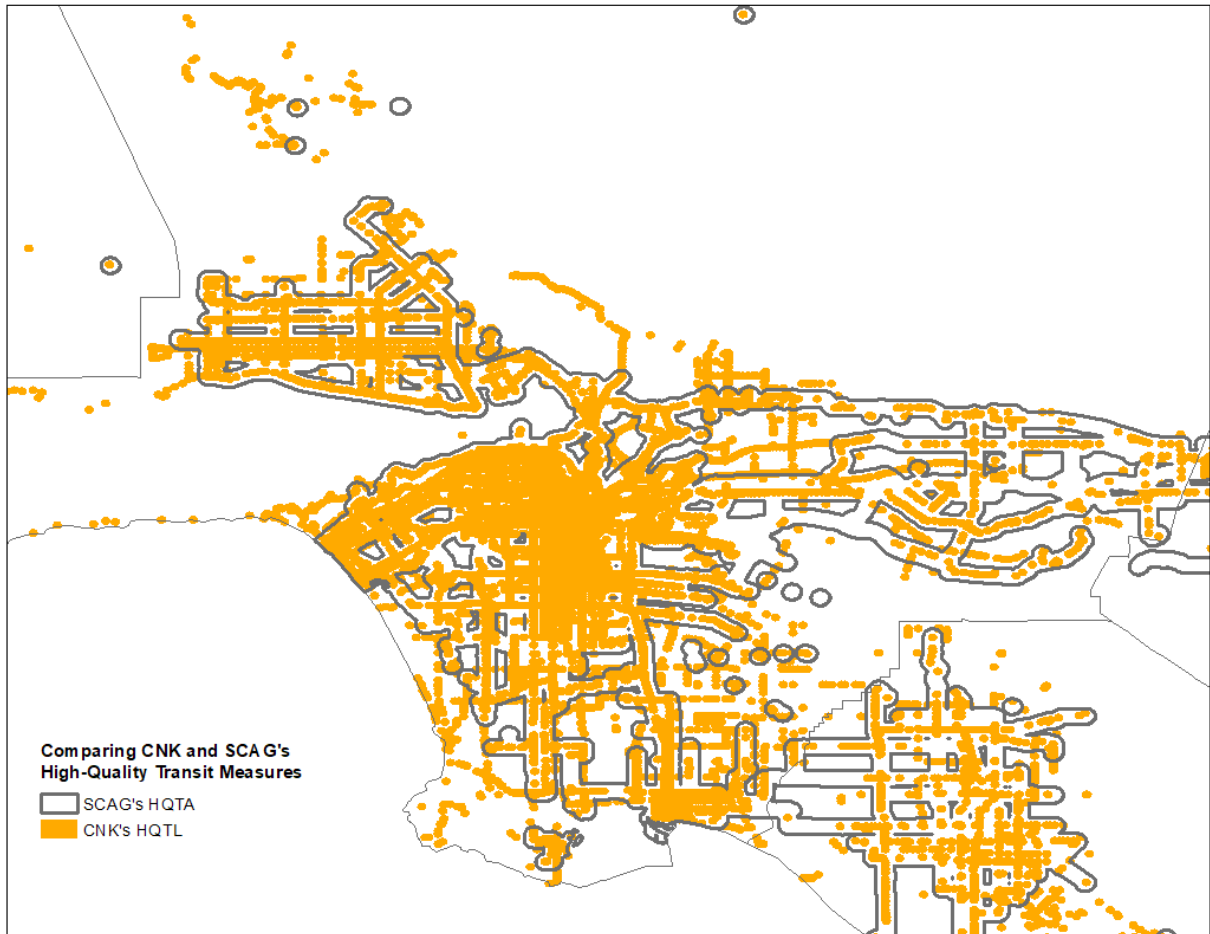 Comparing CNK and SCAG's
High-Quality Transit Measures
SCAG's HQTA
CNK's HQTL